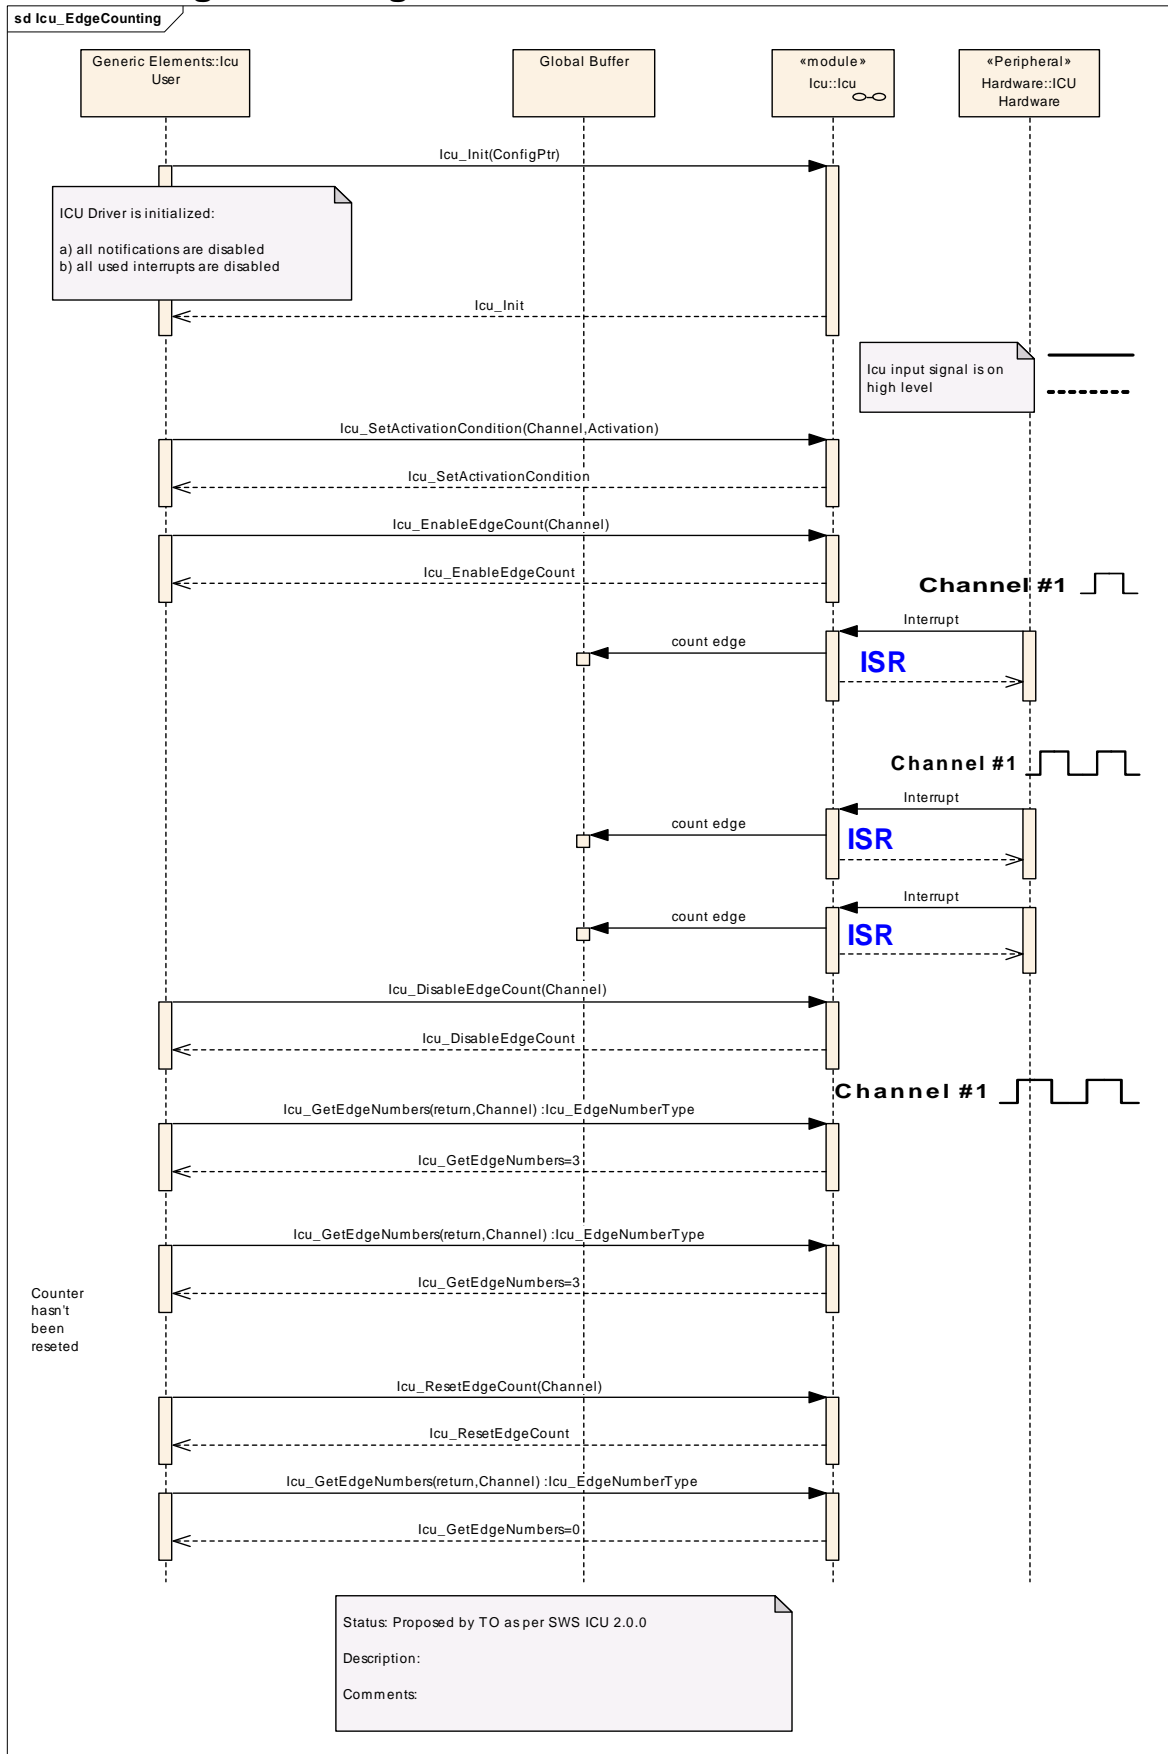 sd Icu_EdgeCounting
Generic Elements::Icu
User
Global Buffer
«module»
Icu::Icu
«Peripheral»
Hardware::ICU
Hardware
Icu_Init(ConfigPtr)
ICU Driver is initialized:
a) all notifications are disabled
b) all used interrupts are disabled
Icu_Init
Icu input signal is on
high level
Icu_SetActivationCondition(Channel,Activation)
Icu_SetActivationCondition
Icu_EnableEdgeCount(Channel)
Icu_EnableEdgeCount
Channel #1
Interrupt
count edge
ISR
Channel #1
Interrupt
count edge
ISR
Interrupt
count edge
ISR
Icu_DisableEdgeCount(Channel)
Icu_DisableEdgeCount
Channel #1
Icu_GetEdgeNumbers(return,Channel) :Icu_EdgeNumberType
Icu_GetEdgeNumbers=3
Icu_GetEdgeNumbers(return,Channel) :Icu_EdgeNumberType
Icu_GetEdgeNumbers=3
Counter
hasn't
been
reseted
Icu_ResetEdgeCount(Channel)
Icu_ResetEdgeCount
Icu_GetEdgeNumbers(return,Channel) :Icu_EdgeNumberType
Icu_GetEdgeNumbers=0
Status: Proposed by TO as per SWS ICU 2.0.0
Description:
Comments: